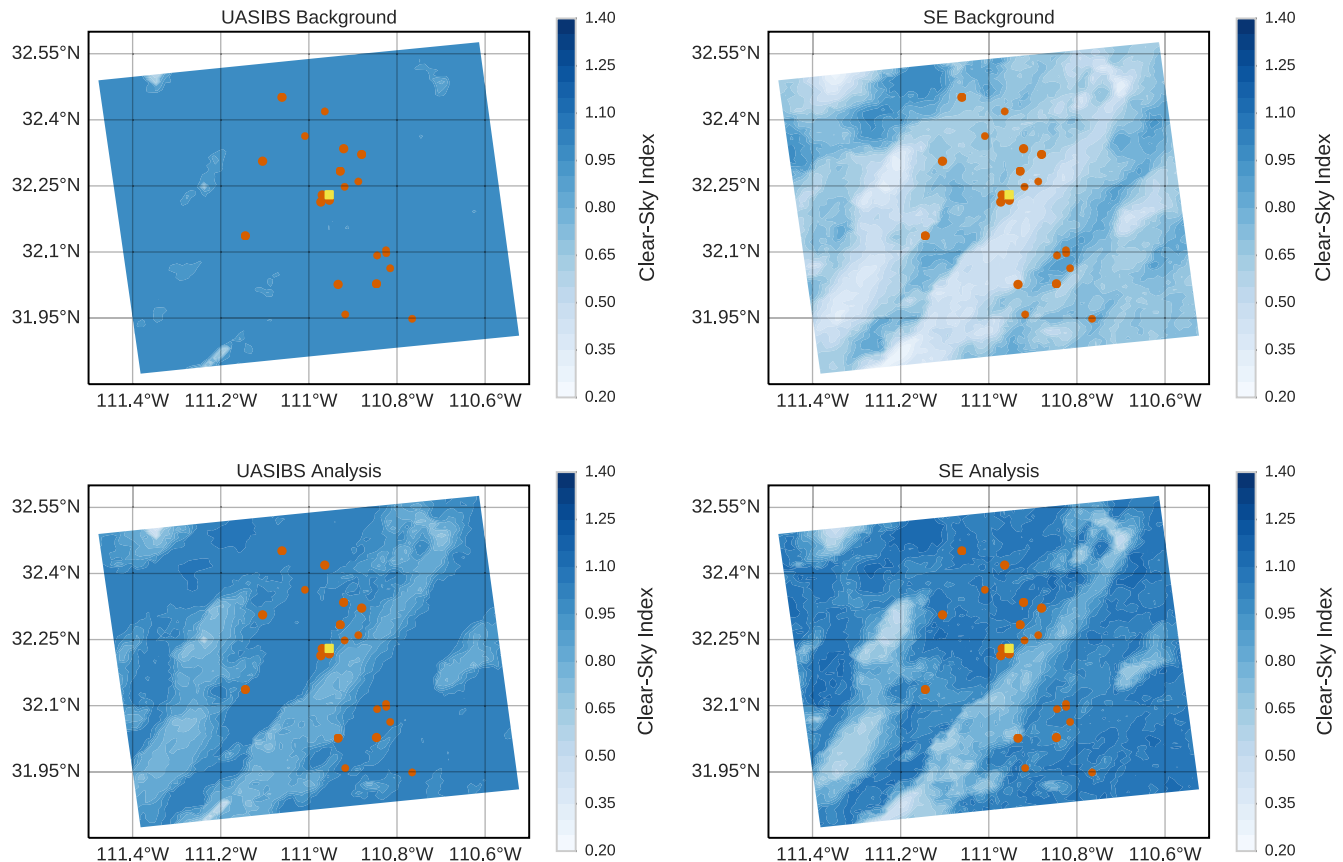 UASIBS Background
32.55°N
32.4°N
32.25°N
32.1°N
31.95°N
111.4°W 111.2°W 111°W 110.8°W 110.6°W
1.40
1.25
1.10
0.95
0.80
0.65
0.50
0.35
0.20
Clear-Sky Index
SE Background
32.55°N
32.4°N
32.25°N
32.1°N
31.95°N
111.4°W 111.2°W 111°W 110.8°W 110.6°W
1.40
1.25
1.10
0.95
0.80
0.65
0.50
0.35
0.20
Clear-Sky Index
UASIBS Analysis
32.55°N
32.4°N
32.25°N
32.1°N
31.95°N
111.4°W 111.2°W 111°W 110.8°W 110.6°W
1.40
1.25
1.10
0.95
0.80
0.65
0.50
0.35
0.20
Clear-Sky Index
SE Analysis
32.55°N
32.4°N
32.25°N
32.1°N
31.95°N
111.4°W 111.2°W 111°W 110.8°W 110.6°W
1.40
1.25
1.10
0.95
0.80
0.65
0.50
0.35
0.20
Clear-Sky Index